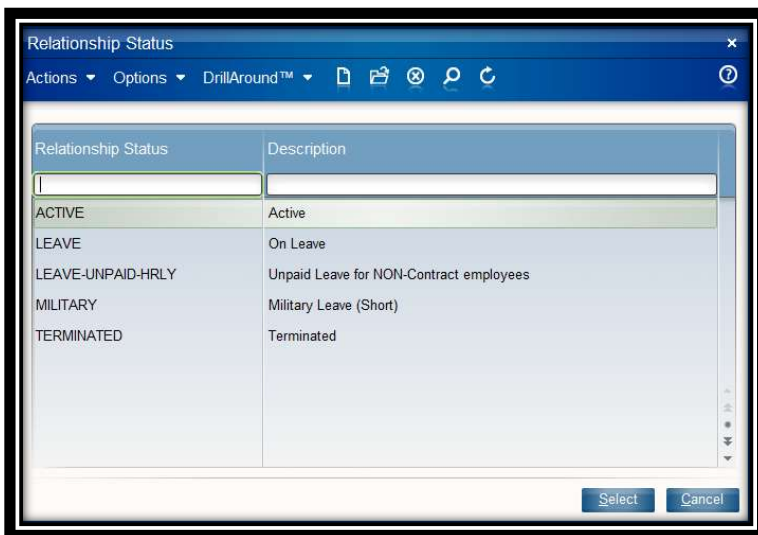 Relationship Status
Actions Options DrillAround™
Relationship Status Description
ACTIVE Active
LEAVE On Leave
LEAVE-UNPAID-HRLY Unpaid Leave for NON-Contract employees
MILITARY Military Leave (Short)
TERMINATED Terminated
Select Cancel